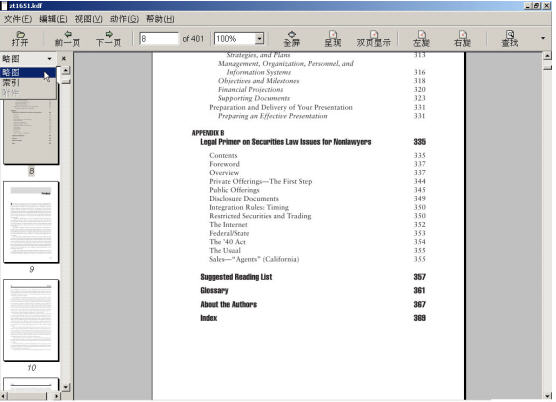 zt1651.kdf
文件(F) 编辑(E) 视图(V) 动作(G) 帮助(H)
打开 前一页 下一页 8 of 401 100% 全屏 呈现 双页显示 左旋 右旋 查找
略图
略图
索引
附件
8
9
10
Strategies, and Plans 313
Management, Organization, Personnel, and
Information Systems 316
Objectives and Milestones 318
Financial Projections 320
Supporting Documents 323
Preparation and Delivery of Your Presentation 331
Preparing an Effective Presentation 331
APPENDIX B
Legal Primer on Securities Law Issues for Nonlawyers 335
Contents 335
Foreword 337
Overview 337
Private Offerings—The First Step 344
Public Offerings 345
Disclosure Documents 349
Integration Rules: Timing 350
Restricted Securities and Trading 350
The Internet 352
Federal/State 353
The '40 Act 354
The Usual 355
Sales—"Agents" (California) 355
Suggested Reading List 357
Glossary 361
About the Authors 367
Index 369